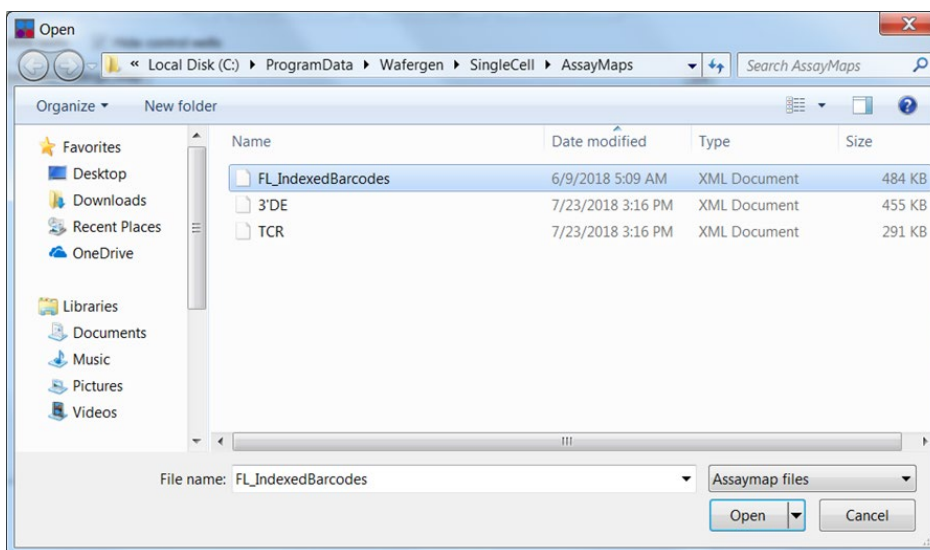 Open
« Local Disk (C:) ▸ ProgramData ▸ Wafergen ▸ SingleCell ▸ AssayMaps
Search AssayMaps
Organize
New folder
Favorites
Desktop
Downloads
Recent Places
OneDrive
Libraries
Documents
Music
Pictures
Videos
Name Date modified Type Size
FL_IndexedBarcodes 6/9/2018 5:09 AM XML Document 484 KB
3'DE 7/23/2018 3:16 PM XML Document 455 KB
TCR 7/23/2018 3:16 PM XML Document 291 KB
File name: FL_IndexedBarcodes
Assaymap files
Open
Cancel